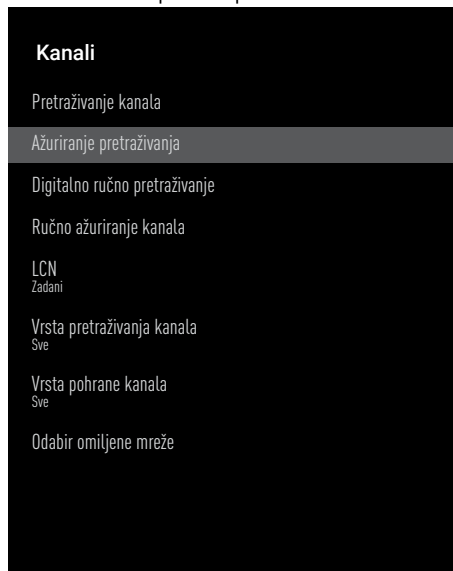 Kanali
Pretraživanje kanala
Ažuriranje pretraživanja
Digitalno ručno pretraživanje
Ručno ažuriranje kanala
LCN
Zadani
Vrsta pretraživanja kanala
Sve
Vrsta pohrane kanala
Sve
Odabir omiljene mreže